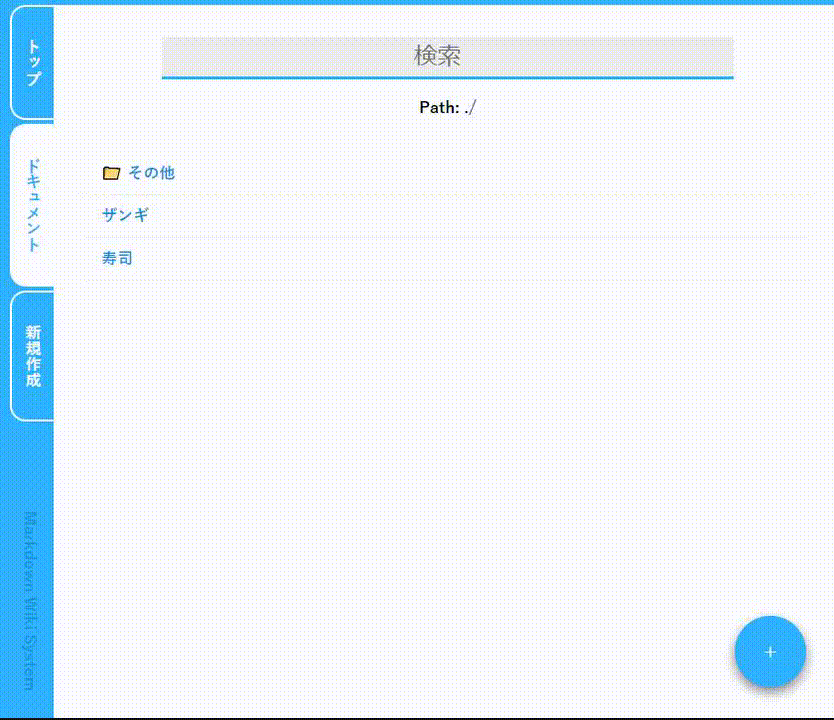 トップ
ドキュメント
新規作成
Markdown Wiki System
検索
Path: ./
その他
ザンギ
寿司
+